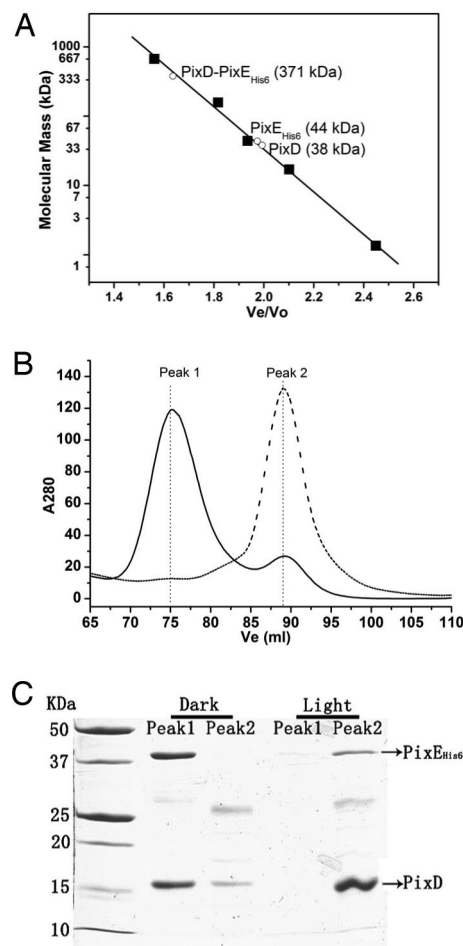 A
Molecular Mass (kDa)
1000
667
333
67
33
10
7
3
1
PixD-PixEHis6 (371 kDa)
PixEHis6 (44 kDa)
PixD (38 kDa)
1.4 1.6 1.8 2.0 2.2 2.4 2.6
Ve/Vo
B
Peak 1 Peak 2
A280
140
120
100
80
60
40
20
0
65 70 75 80 85 90 95 100 105 110
Ve (ml)
C
KDa Dark Light
Peak1 Peak2 Peak1 Peak2
50
37
25
20
15
10
PixEHis6
PixD